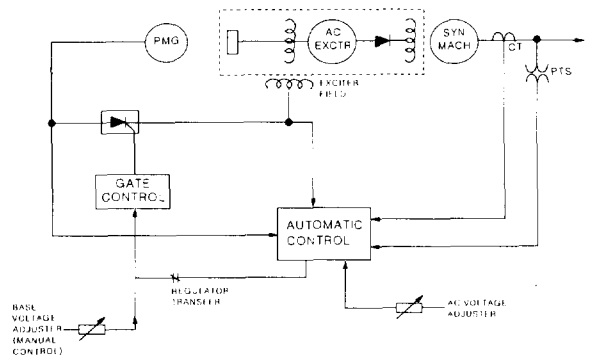 PMG
AC
EXCTR
SYN
MACH
CT
PTS
EXCITER
FIELD
GATE
CONTROL
AUTOMATIC
CONTROL
REGULATOR
TRANSFER
BASE
VOLTAGE
ADJUSTER
(MANUAL
CONTROL)
AC VOLTAGE
ADJUSTER